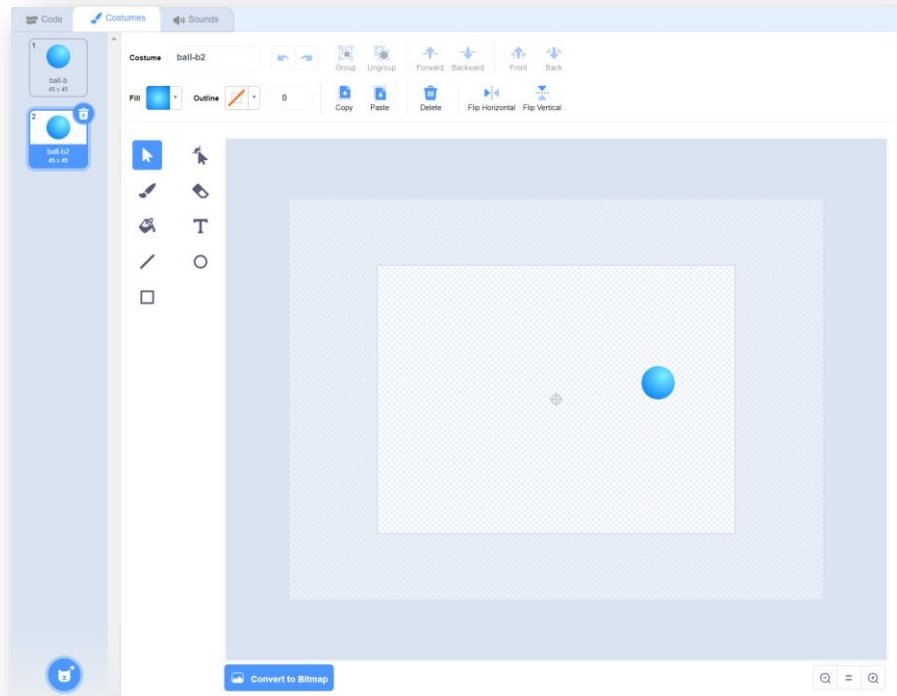 Code
Costumes
Sounds
1
ball-b
45 x 45
2
ball-b2
45 x 45
Costume
ball-b2
Group
Ungroup
Forward
Backward
Front
Back
Fill
Outline
0
Copy
Paste
Delete
Flip Horizontal
Flip Vertical
T
Convert to Bitmap